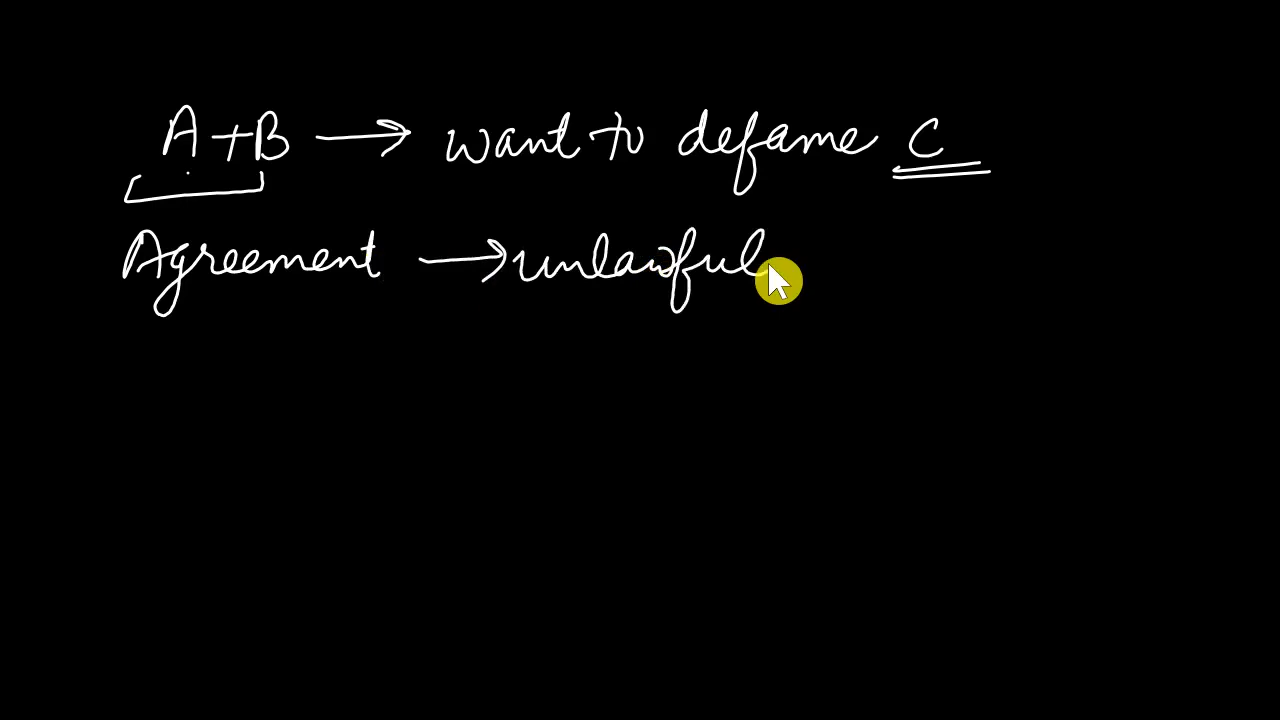 A+B → want to defame C
Agreement → unlawful